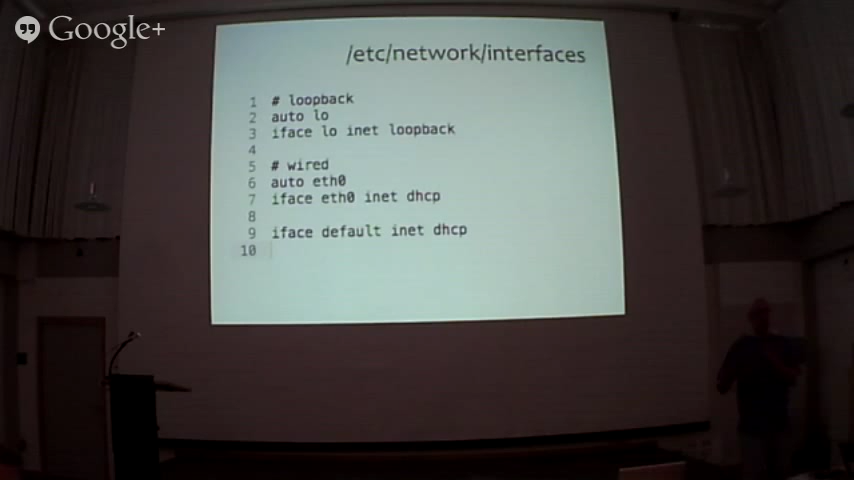 Google+
/etc/network/interfaces
1 # loopback
2 auto lo
3 iface lo inet loopback
4
5 # wired
6 auto eth0
7 iface eth0 inet dhcp
8
9 iface default inet dhcp
10